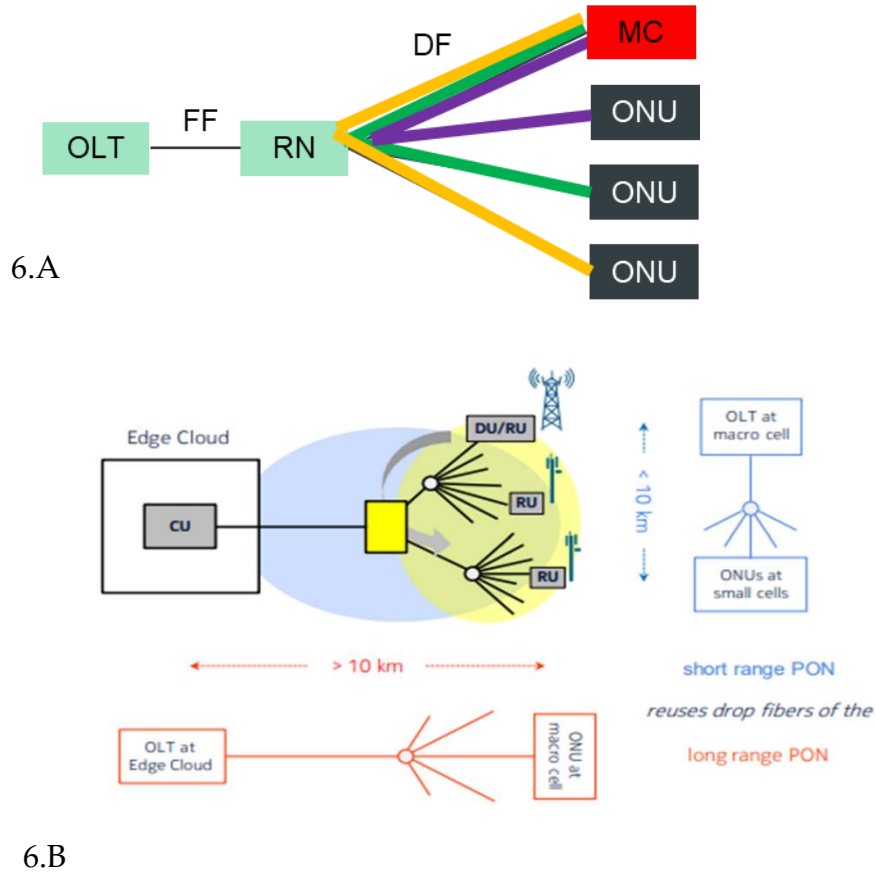 DF
MC
FF
ONU
OLT
RN
ONU
ONU
6.A
Edge Cloud
CU
DU/RU
RU
RU
< 10 km
OLT at
macro cell
ONUs at
small cells
> 10 km
short range PON
reuses drop fibers of the
long range PON
OLT at
Edge Cloud
ONU at
macro cell
6.B